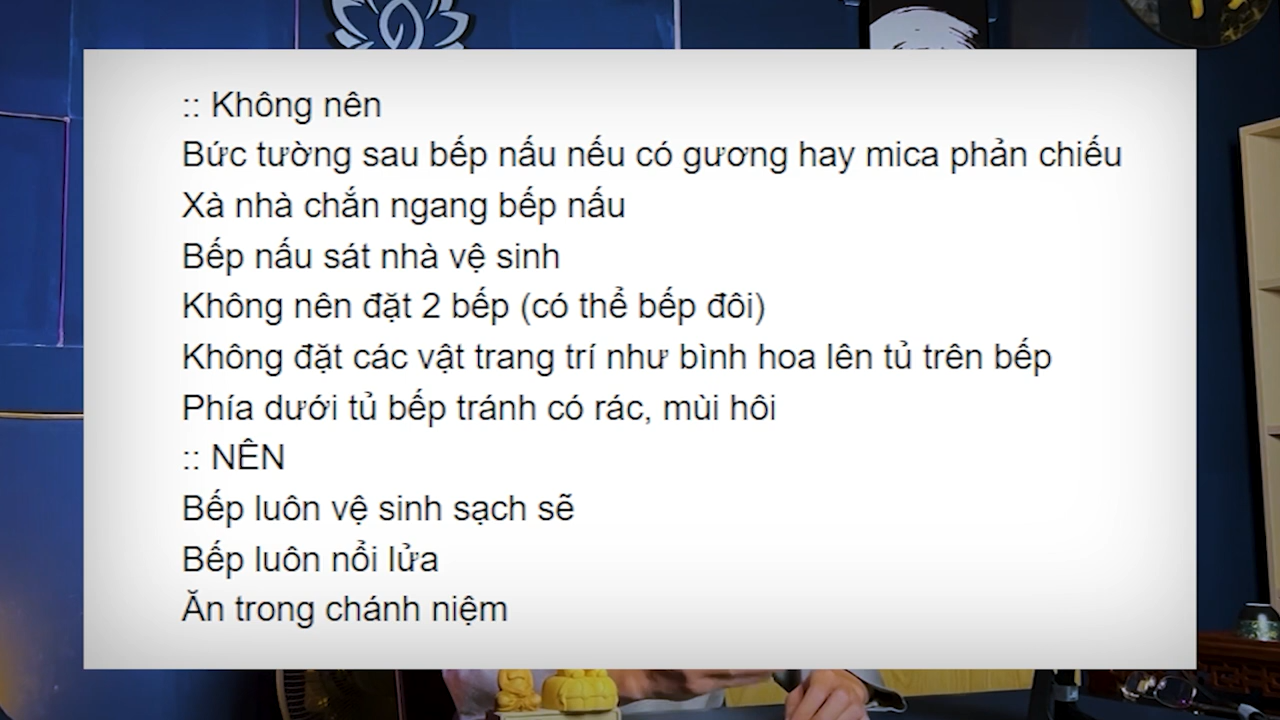 :: Không nên
Bức tường sau bếp nấu nếu có gương hay mica phản chiếu
Xà nhà chắn ngang bếp nấu
Bếp nấu sát nhà vệ sinh
Không nên đặt 2 bếp (có thể bếp đôi)
Không đặt các vật trang trí như bình hoa lên tủ trên bếp
Phía dưới tủ bếp tránh có rác, mùi hôi
:: NÊN
Bếp luôn vệ sinh sạch sẽ
Bếp luôn nổi lửa
Ăn trong chánh niệm